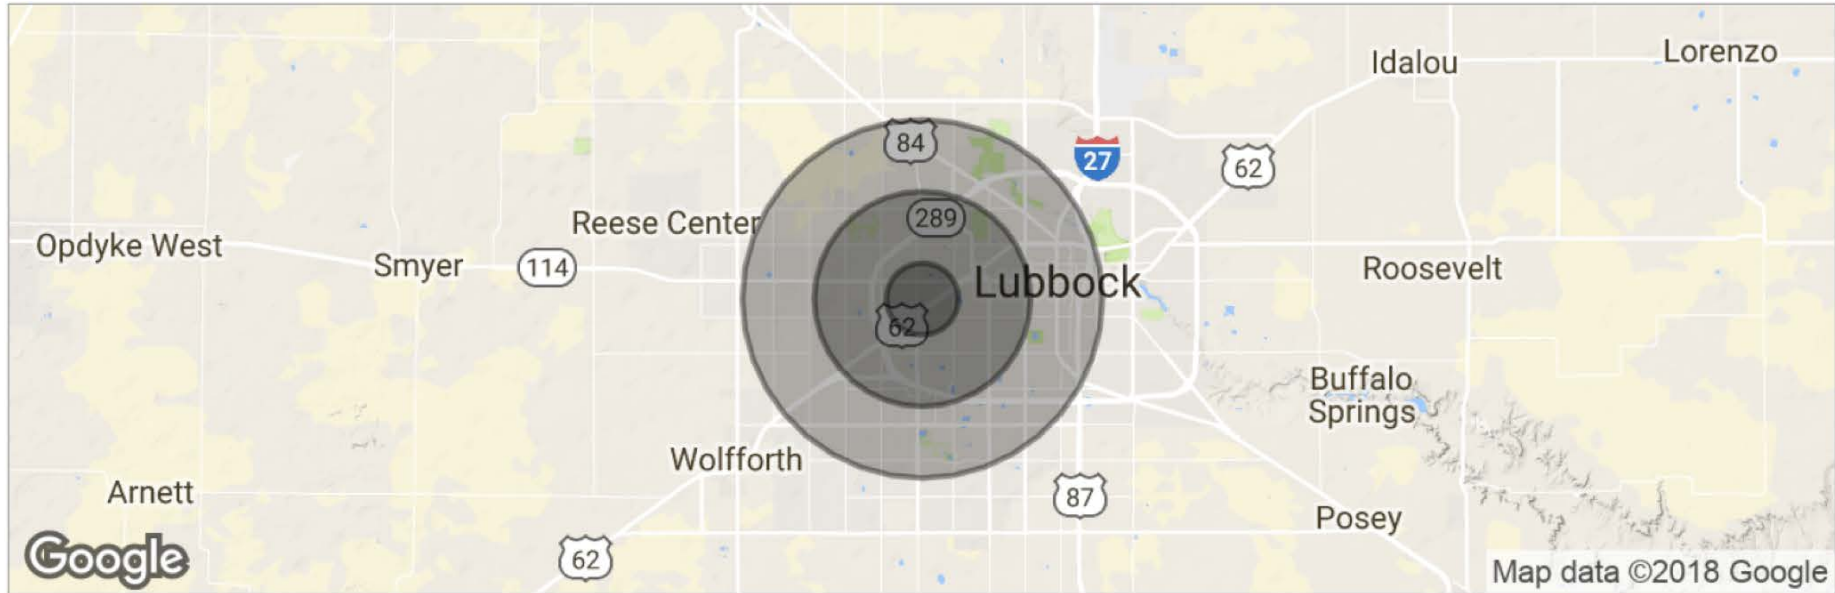 Lorenzo
Idalou
84
27
62
289
Reese Center
Opdyke West
Smyer
114
Lubbock
Roosevelt
62
Buffalo
Springs
Wolfforth
Arnett
87
Posey
62
Google
Map data ©2018 Google